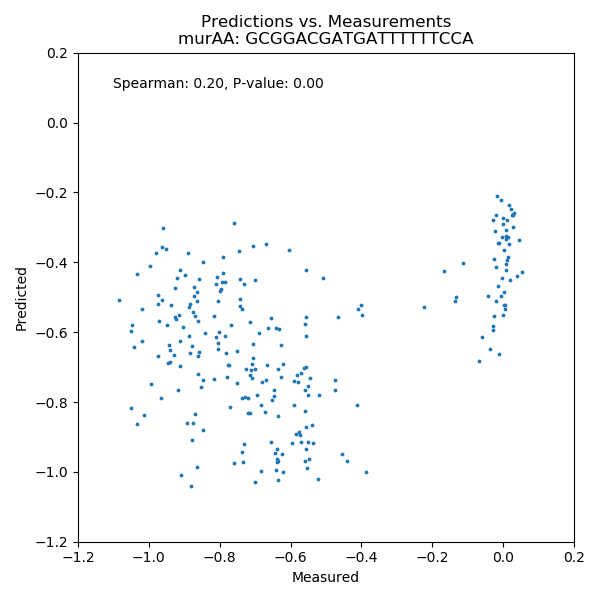 Predictions vs. Measurements
murAA: GCGGACGATGATTTTTTCCA
0.2
Spearman: 0.20, P-value: 0.00
0.0
−0.2
−0.4
−0.6
−0.8
−1.0
−1.2
Predicted
−1.2 −1.0 −0.8 −0.6 −0.4 −0.2 0.0 0.2
Measured